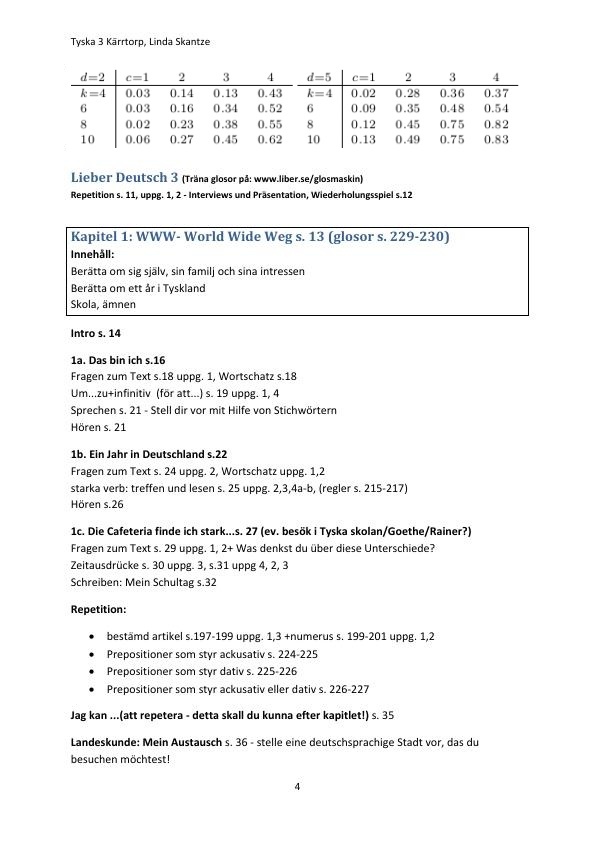 Tyska 3 Kärrtorp, Linda Skantze
d=2 c=1 2 3 4 d=5 c=1 2 3 4
k=4 0.03 0.14 0.13 0.43 k=4 0.02 0.28 0.36 0.37
6 0.03 0.16 0.34 0.52 6 0.09 0.35 0.48 0.54
8 0.02 0.23 0.38 0.55 8 0.12 0.45 0.75 0.82
10 0.06 0.27 0.45 0.62 10 0.13 0.49 0.75 0.83
Lieber Deutsch 3 (Träna glosor på: www.liber.se/glosmaskin)
Repetition s. 11, uppg. 1, 2 - Interviews und Präsentation, Wiederholungsspiel s.12
Kapitel 1: WWW- World Wide Weg s. 13 (glosor s. 229-230)
Innehåll:
Berätta om sig själv, sin familj och sina intressen
Berätta om ett år i Tyskland
Skola, ämnen
Intro s. 14
1a. Das bin ich s.16
Fragen zum Text s.18 uppg. 1, Wortschatz s.18
Um...zu+infinitiv (för att...) s. 19 uppg. 1, 4
Sprechen s. 21 - Stell dir vor mit Hilfe von Stichwörtern
Hören s. 21
1b. Ein Jahr in Deutschland s.22
Fragen zum Text s. 24 uppg. 2, Wortschatz uppg. 1,2
starka verb: treffen und lesen s. 25 uppg. 2,3,4a-b, (regler s. 215-217)
Hören s.26
1c. Die Cafeteria finde ich stark...s. 27 (ev. besök i Tyska skolan/Goethe/Rainer?)
Fragen zum Text s. 29 uppg. 1, 2+ Was denkst du über diese Unterschiede?
Zeitausdrücke s. 30 uppg. 3, s.31 uppg 4, 2, 3
Schreiben: Mein Schultag s.32
Repetition:
• bestämd artikel s.197-199 uppg. 1,3 +numerus s. 199-201 uppg. 1,2
• Prepositioner som styr ackusativ s. 224-225
• Prepositioner som styr dativ s. 225-226
• Prepositioner som styr ackusativ eller dativ s. 226-227
Jag kan ...(att repetera - detta skall du kunna efter kapitlet!) s. 35
Landeskunde: Mein Austausch s. 36 - stelle eine deutschsprachige Stadt vor, das du
besuchen möchtest!
4